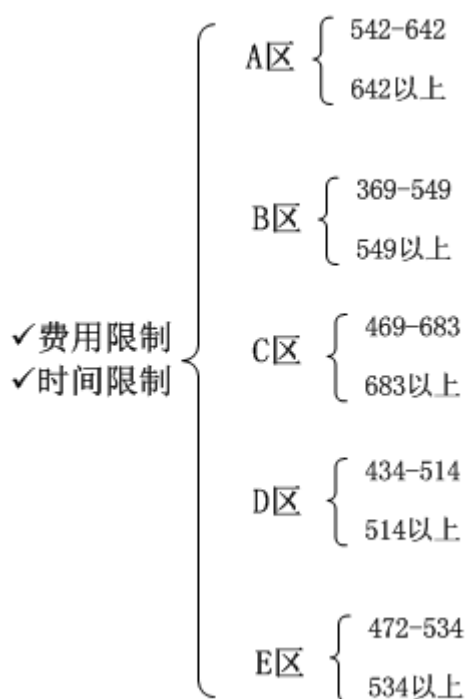 ✓费用限制
✓时间限制
A区
542-642
642以上
B区
369-549
549以上
C区
469-683
683以上
D区
434-514
514以上
E区
472-534
534以上